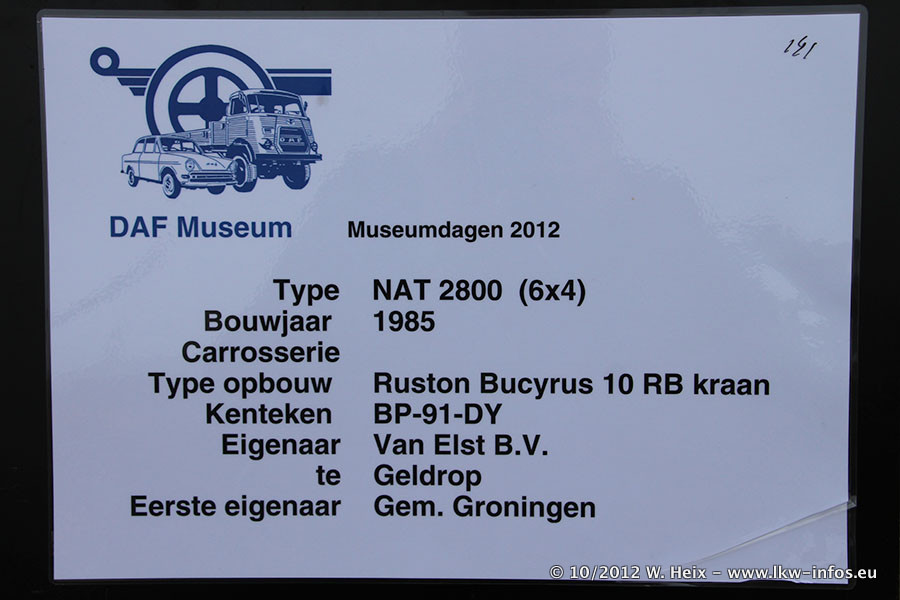 191
DAF Museum Museumdagen 2012
Type NAT 2800 (6x4)
Bouwjaar 1985
Carrosserie
Type opbouw Ruston Bucyrus 10 RB kraan
Kenteken BP-91-DY
Eigenaar Van Elst B.V.
te Geldrop
Eerste eigenaar Gem. Groningen
© 10/2012 W. Heix - www.lkw-infos.eu